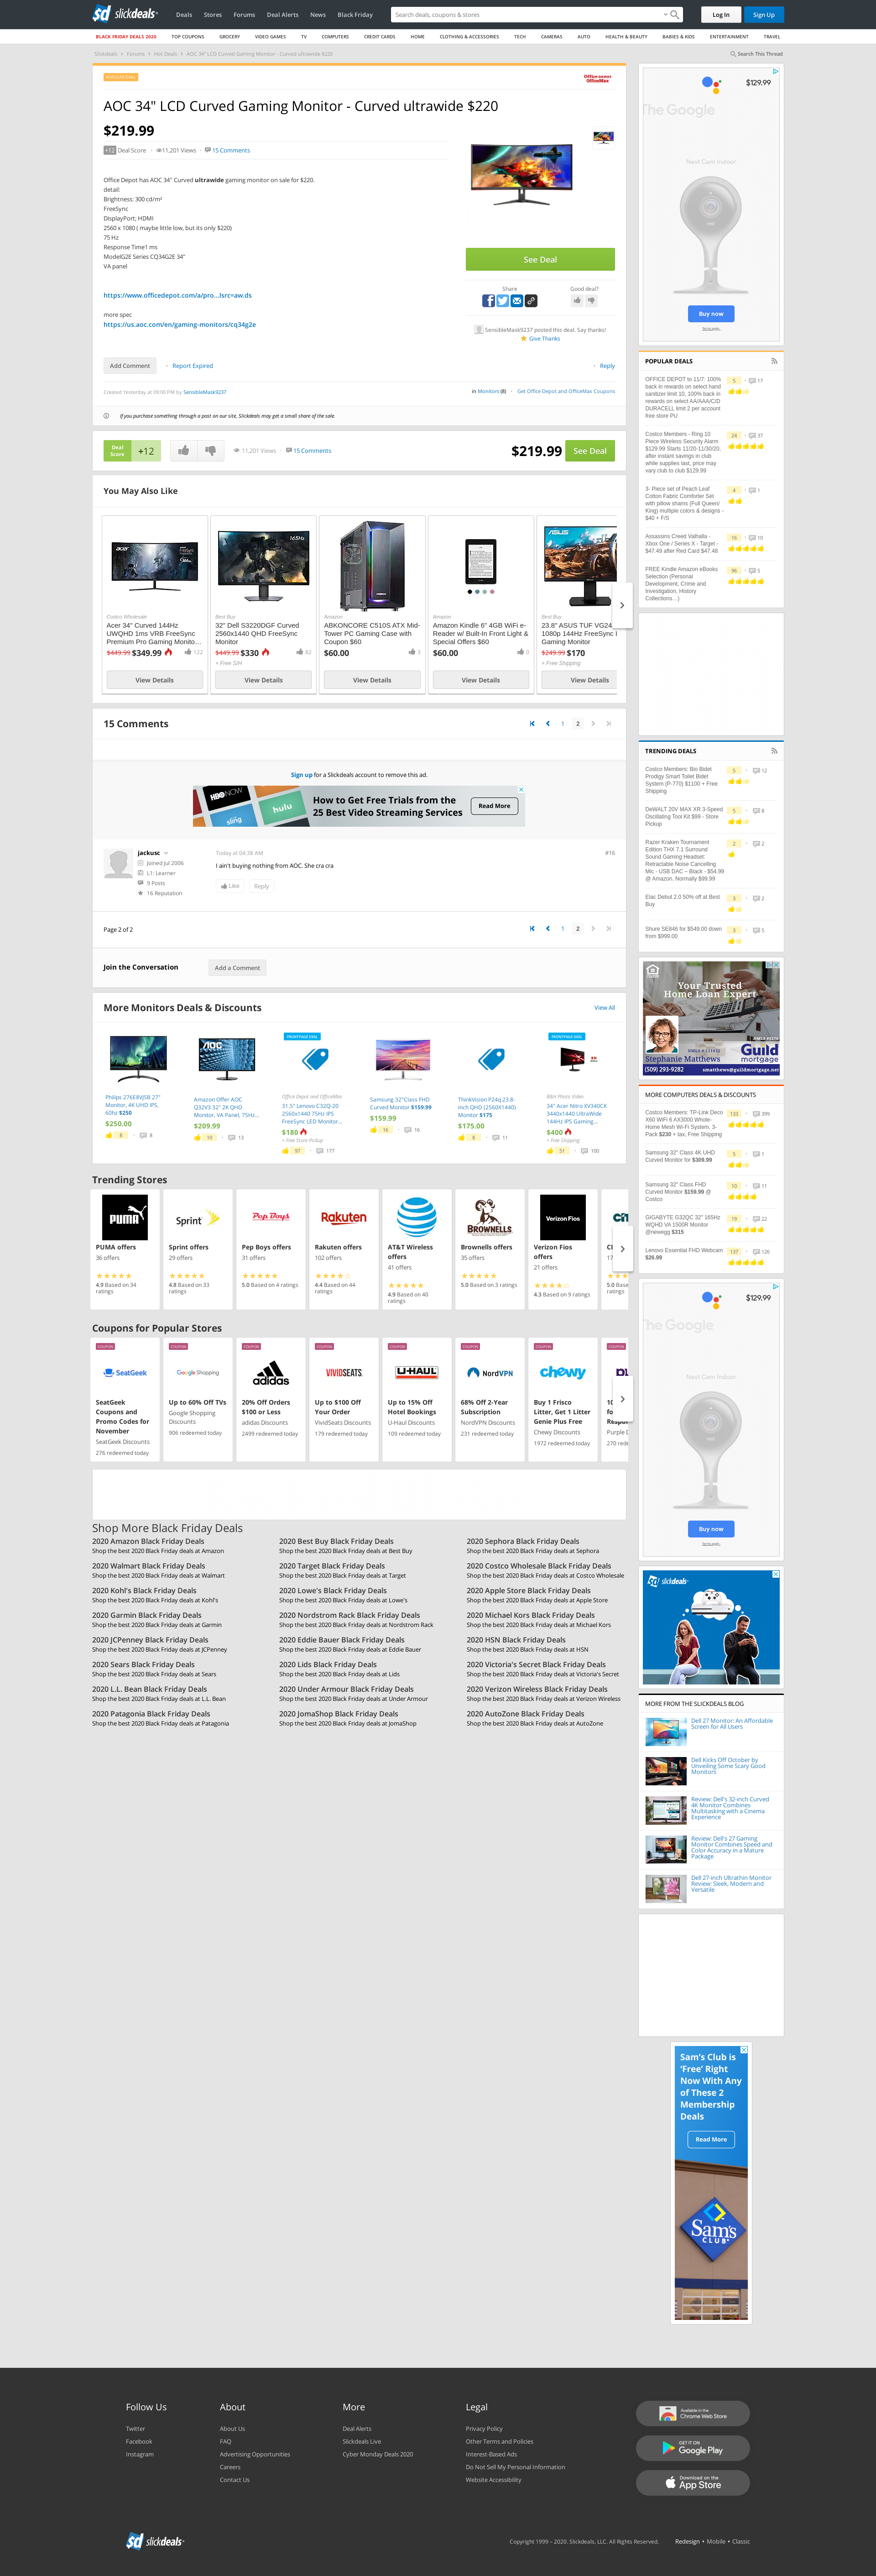 slickdeals
Deals
Stores
Forums
Deal Alerts
News
Black Friday
Search deals, coupons & stores
Log In
Sign Up
BLACK FRIDAY DEALS 2020
TOP COUPONS
GROCERY
VIDEO GAMES
TV
COMPUTERS
CREDIT CARDS
HOME
CLOTHING & ACCESSORIES
TECH
CAMERAS
AUTO
HEALTH & BEAUTY
BABIES & KIDS
ENTERTAINMENT
TRAVEL
Slickdeals > Forums > Hot Deals > AOC 34" LCD Curved Gaming Monitor - Curved ultrawide $220
Search This Thread
POPULAR DEAL
Office DEPOT OfficeMax
AOC 34" LCD Curved Gaming Monitor - Curved ultrawide $220
$219.99
+12 Deal Score
11,201 Views
15 Comments
Office Depot has AOC 34" Curved ultrawide gaming monitor on sale for $220.
detail:
Brightness: 300 cd/m²
FreeSync
DisplayPort; HDMI
2560 x 1080 ( maybe little low, but its only $220)
75 Hz
Response Time1 ms
ModelG2E Series CQ34G2E 34"
VA panel
https://www.officedepot.com/a/pro...lsrc=aw.ds
more spec
https://us.aoc.com/en/gaming-monitors/cq34g2e
See Deal
Share
Good deal?
SensibleMask9237 posted this deal. Say thanks!
Give Thanks
Add Comment
Report Expired
Reply
Created Yesterday at 09:00 PM by SensibleMask9237
in Monitors (8)
Get Office Depot and OfficeMax Coupons
If you purchase something through a post on our site, Slickdeals may get a small share of the sale.
Deal Score
+12
11,201 Views
15 Comments
$219.99
See Deal
You May Also Like
Costco Wholesale
Acer 34" Curved 144Hz
UWQHD 1ms VRB FreeSync
Premium Pro Gaming Monito...
$449.99 $349.99
122
View Details
Best Buy
32" Dell S3220DGF Curved
2560x1440 QHD FreeSync
Monitor
$449.99 $330
82
+ Free S/H
View Details
Amazon
ABKONCORE C510S ATX Mid-
Tower PC Gaming Case with
Coupon $60
$60.00
3
View Details
Amazon
Amazon Kindle 6" 4GB WiFi e-
Reader w/ Built-In Front Light &
Special Offers $60
$60.00
0
View Details
Best Buy
23.8" ASUS TUF VG24
1080p 144Hz FreeSync I
Gaming Monitor
$249.99 $170
+ Free Shipping
View Details
15 Comments
1
2
Sign up for a Slickdeals account to remove this ad.
HBO NOW
hulu
How to Get Free Trials from the
25 Best Video Streaming Services
Read More
jackusc
Joined Jul 2006
L1: Learner
9 Posts
16 Reputation
Today at 04:38 AM
#16
I ain't buying nothing from AOC. She cra cra
Like
Reply
Page 2 of 2
1
2
Join the Conversation
Add a Comment
More Monitors Deals & Discounts
View All
Philips 276E8VJSB 27"
Monitor, 4K UHD IPS,
60hz $250
$250.00
8
8
Amazon Offer AOC
Q32V3 32" 2K QHD
Monitor, VA Panel, 75Hz...
$209.99
10
13
FRONTPAGE DEAL
Office Depot and OfficeMax
31.5" Lenovo C32Q-20
2560x1440 75Hz IPS
FreeSync LED Monitor...
$180
+ Free Store Pickup
97
177
Samsung 32"Class FHD
Curved Monitor $159.99
$159.99
16
16
ThinkVision P24q 23.8-
inch QHD (2560X1440)
Monitor $175
$175.00
6
11
FRONTPAGE DEAL
B&H Photo Video
34" Acer Nitro XV340CK
3440x1440 UltraWide
144Hz IPS Gaming...
$400
+ Free Shipping
51
100
Trending Stores
PUMA offers
36 offers
4.9 Based on 34 ratings
Sprint offers
29 offers
4.8 Based on 33 ratings
Pep Boys offers
31 offers
5.0 Based on 4 ratings
Rakuten offers
102 offers
4.4 Based on 44 ratings
AT&T Wireless offers
41 offers
4.9 Based on 40 ratings
Brownells offers
35 offers
5.0 Based on 3 ratings
Verizon Fios offers
21 offers
4.3 Based on 9 ratings
Coupons for Popular Stores
COUPON
SeatGeek
SeatGeek Coupons and Promo Codes for November
SeatGeek Discounts
276 redeemed today
COUPON
Google Shopping
Up to 60% Off TVs
Google Shopping Discounts
906 redeemed today
COUPON
adidas
20% Off Orders $100 or Less
adidas Discounts
2499 redeemed today
COUPON
VIVIDSEATS
Up to $100 Off Your Order
VividSeats Discounts
179 redeemed today
COUPON
U-HAUL
Up to 15% Off Hotel Bookings
U-Haul Discounts
109 redeemed today
COUPON
NordVPN
68% Off 2-Year Subscription
NordVPN Discounts
231 redeemed today
COUPON
chewy
Buy 1 Frisco Litter, Get 1 Litter Genie Plus Free
Chewy Discounts
1972 redeemed today
COUPON
Shop More Black Friday Deals
2020 Amazon Black Friday Deals
Shop the best 2020 Black Friday deals at Amazon
2020 Best Buy Black Friday Deals
Shop the best 2020 Black Friday deals at Best Buy
2020 Sephora Black Friday Deals
Shop the best 2020 Black Friday deals at Sephora
2020 Walmart Black Friday Deals
Shop the best 2020 Black Friday deals at Walmart
2020 Target Black Friday Deals
Shop the best 2020 Black Friday deals at Target
2020 Costco Wholesale Black Friday Deals
Shop the best 2020 Black Friday deals at Costco Wholesale
2020 Kohl's Black Friday Deals
Shop the best 2020 Black Friday deals at Kohl's
2020 Lowe's Black Friday Deals
Shop the best 2020 Black Friday deals at Lowe's
2020 Apple Store Black Friday Deals
Shop the best 2020 Black Friday deals at Apple Store
2020 Garmin Black Friday Deals
Shop the best 2020 Black Friday deals at Garmin
2020 Nordstrom Rack Black Friday Deals
Shop the best 2020 Black Friday deals at Nordstrom Rack
2020 Michael Kors Black Friday Deals
Shop the best 2020 Black Friday deals at Michael Kors
2020 JCPenney Black Friday Deals
Shop the best 2020 Black Friday deals at JCPenney
2020 Eddie Bauer Black Friday Deals
Shop the best 2020 Black Friday deals at Eddie Bauer
2020 HSN Black Friday Deals
Shop the best 2020 Black Friday deals at HSN
2020 Sears Black Friday Deals
Shop the best 2020 Black Friday deals at Sears
2020 Lids Black Friday Deals
Shop the best 2020 Black Friday deals at Lids
2020 Victoria's Secret Black Friday Deals
Shop the best 2020 Black Friday deals at Victoria's Secret
2020 L.L. Bean Black Friday Deals
Shop the best 2020 Black Friday deals at L.L. Bean
2020 Under Armour Black Friday Deals
Shop the best 2020 Black Friday deals at Under Armour
2020 Verizon Wireless Black Friday Deals
Shop the best 2020 Black Friday deals at Verizon Wireless
2020 Patagonia Black Friday Deals
Shop the best 2020 Black Friday deals at Patagonia
2020 JomaShop Black Friday Deals
Shop the best 2020 Black Friday deals at JomaShop
2020 AutoZone Black Friday Deals
Shop the best 2020 Black Friday deals at AutoZone
$129.99
The Google
Nest Cam Indoor
Buy now
POPULAR DEALS
OFFICE DEPOT to 11/7: 100%
back in rewards on select hand
sanitizer limit 10, 100% back in
rewards on select AA/AAA/C/D
DURACELL limit 2 per account
free store PU
5
17
Costco Members - Ring 10
Piece Wireless Security Alarm
$129.99 Starts 11/20-11/30/20,
after instant savings in club
while supplies last, price may
vary club to club $129.99
24
37
3- Piece set of Peach Leaf
Cotton Fabric Comforter Set
with pillow shams (Full Queen/
King) multiple colors & designs -
$40 + F/S
4
1
Assassins Creed Valhalla -
Xbox One / Series X - Target -
$47.49 after Red Card $47.48
16
10
FREE Kindle Amazon eBooks
Selection (Personal
Development, Crime and
Investigation, History
Collections…)
96
5
TRENDING DEALS
Costco Members: Bio Bidet
Prodigy Smart Toilet Bidet
System (P-770) $1100 + Free
Shipping
5
12
DeWALT 20V MAX XR 3-Speed
Oscillating Tool Kit $99 - Store
Pickup
5
8
Razer Kraken Tournament
Edition THX 7.1 Surround
Sound Gaming Headset:
Retractable Noise Cancelling
Mic - USB DAC – Black - $54.99
@ Amazon. Normally $99.99
2
2
Elac Debut 2.0 50% off at Best
Buy
3
2
Shure SE846 for $549.00 down
from $999.00
3
5
Your Trusted
Home Loan Expert
Stephanie Matthews
Guild mortgage
(509) 293-9282
smatthews@guildmortgage.net
MORE COMPUTERS DEALS & DISCOUNTS
Costco Members: TP-Link Deco
X60 WiFi 6 AX3000 Whole-
Home Mesh Wi-Fi System, 3-
Pack $230 + tax, Free Shipping
133
399
Samsung 32" Class 4K UHD
Curved Monitor for $309.99
5
1
Samsung 32" Class FHD
Curved Monitor $159.99 @
Costco
10
11
GIGABYTE G32QC 32" 165Hz
WQHD VA 1500R Monitor
@newegg $315
19
22
Lenovo Essential FHD Webcam
$26.99
137
126
$129.99
The Google
Nest Cam Indoor
Buy now
slickdeals
MORE FROM THE SLICKDEALS BLOG
Dell 27 Monitor: An Affordable
Screen for All Users
Dell Kicks Off October by
Unveiling Some Scary Good
Monitors
Review: Dell's 32-inch Curved
4K Monitor Combines
Multitasking with a Cinema
Experience
Review: Dell's 27 Gaming
Monitor Combines Speed and
Color Accuracy in a Mature
Package
Dell 27-inch Ultrathin Monitor
Review: Sleek, Modern and
Versatile
Sam's Club is
'Free' Right
Now With Any
of These 2
Membership
Deals
Read More
Sam's CLUB
Follow Us
Twitter
Facebook
Instagram
About
About Us
FAQ
Advertising Opportunities
Careers
Contact Us
More
Deal Alerts
Slickdeals Live
Cyber Monday Deals 2020
Legal
Privacy Policy
Other Terms and Policies
Interest-Based Ads
Do Not Sell My Personal Information
Website Accessibility
Available in the Chrome Web Store
GET IT ON Google Play
Download on the App Store
slickdeals
Copyright 1999 – 2020. Slickdeals, LLC. All Rights Reserved.
Redesign • Mobile • Classic